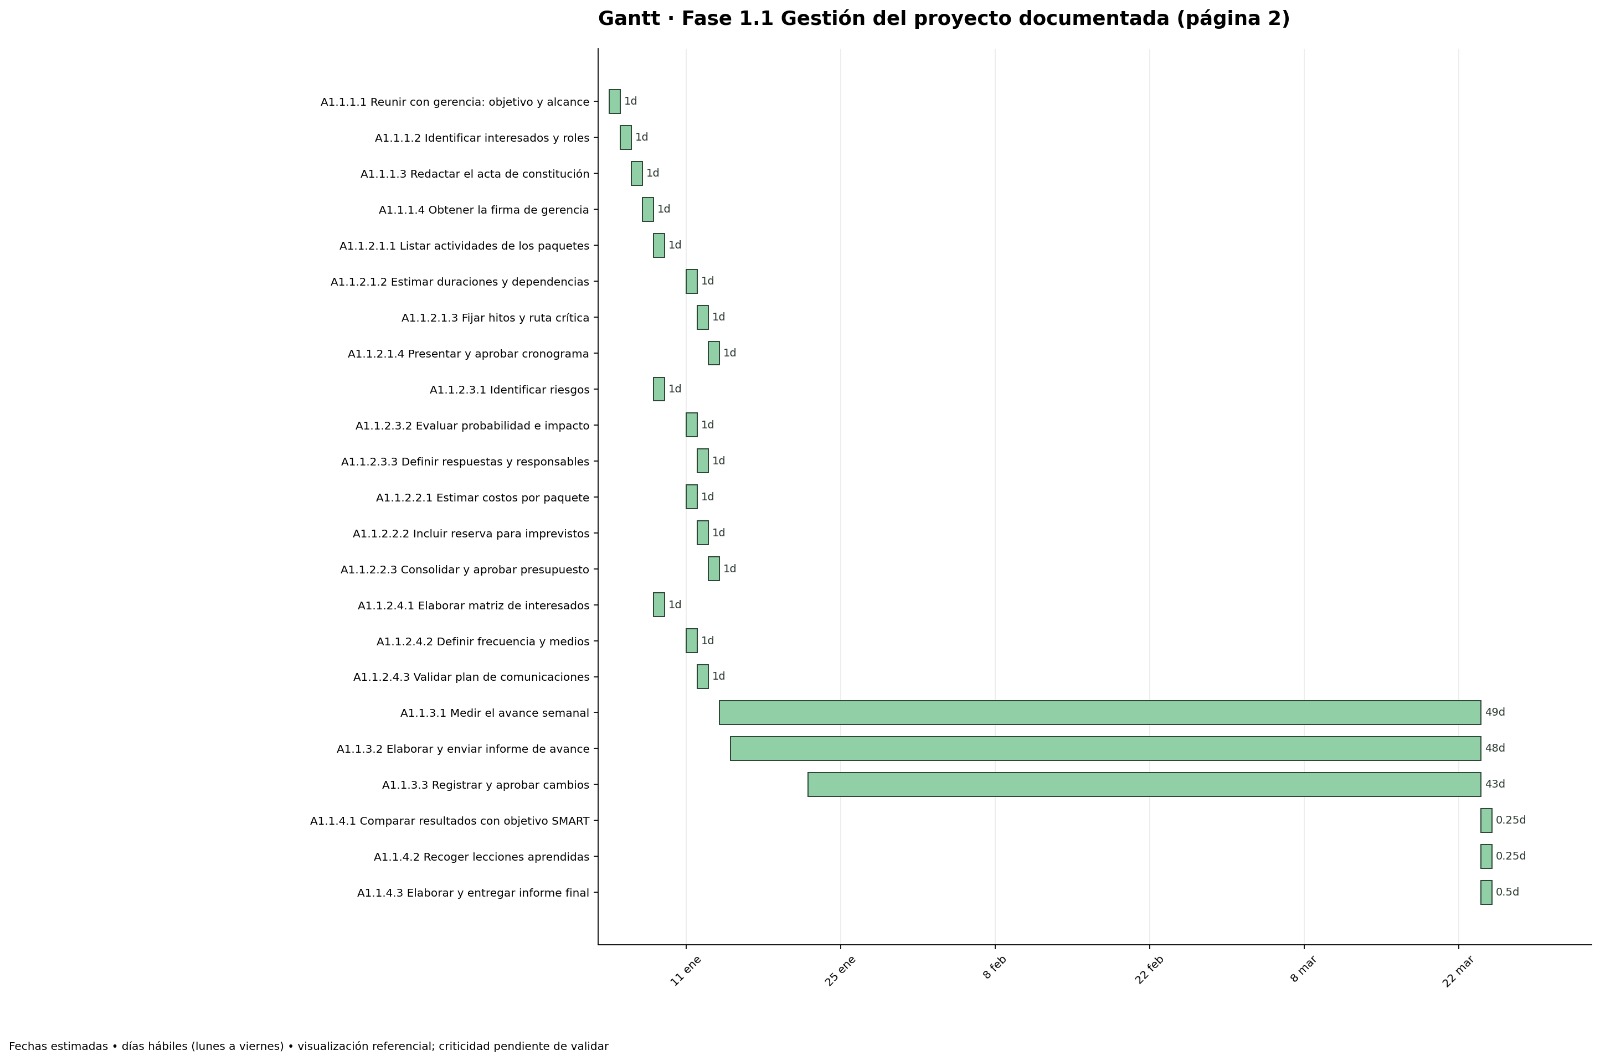 Gantt · Fase 1.1 Gestión del proyecto documentada (página 2)
A1.1.1.1 Reunir con gerencia: objetivo y alcance 1d
A1.1.1.2 Identificar interesados y roles 1d
A1.1.1.3 Redactar el acta de constitución 1d
A1.1.1.4 Obtener la firma de gerencia 1d
A1.1.2.1.1 Listar actividades de los paquetes 1d
A1.1.2.1.2 Estimar duraciones y dependencias 1d
A1.1.2.1.3 Fijar hitos y ruta crítica 1d
A1.1.2.1.4 Presentar y aprobar cronograma 1d
A1.1.2.3.1 Identificar riesgos 1d
A1.1.2.3.2 Evaluar probabilidad e impacto 1d
A1.1.2.3.3 Definir respuestas y responsables 1d
A1.1.2.2.1 Estimar costos por paquete 1d
A1.1.2.2.2 Incluir reserva para imprevistos 1d
A1.1.2.2.3 Consolidar y aprobar presupuesto 1d
A1.1.2.4.1 Elaborar matriz de interesados 1d
A1.1.2.4.2 Definir frecuencia y medios 1d
A1.1.2.4.3 Validar plan de comunicaciones 1d
A1.1.3.1 Medir el avance semanal 49d
A1.1.3.2 Elaborar y enviar informe de avance 48d
A1.1.3.3 Registrar y aprobar cambios 43d
A1.1.4.1 Comparar resultados con objetivo SMART 0.25d
A1.1.4.2 Recoger lecciones aprendidas 0.25d
A1.1.4.3 Elaborar y entregar informe final 0.5d
11 ene 25 ene 8 feb 22 feb 8 mar 22 mar
Fechas estimadas • días hábiles (lunes a viernes) • visualización referencial; criticidad pendiente de validar